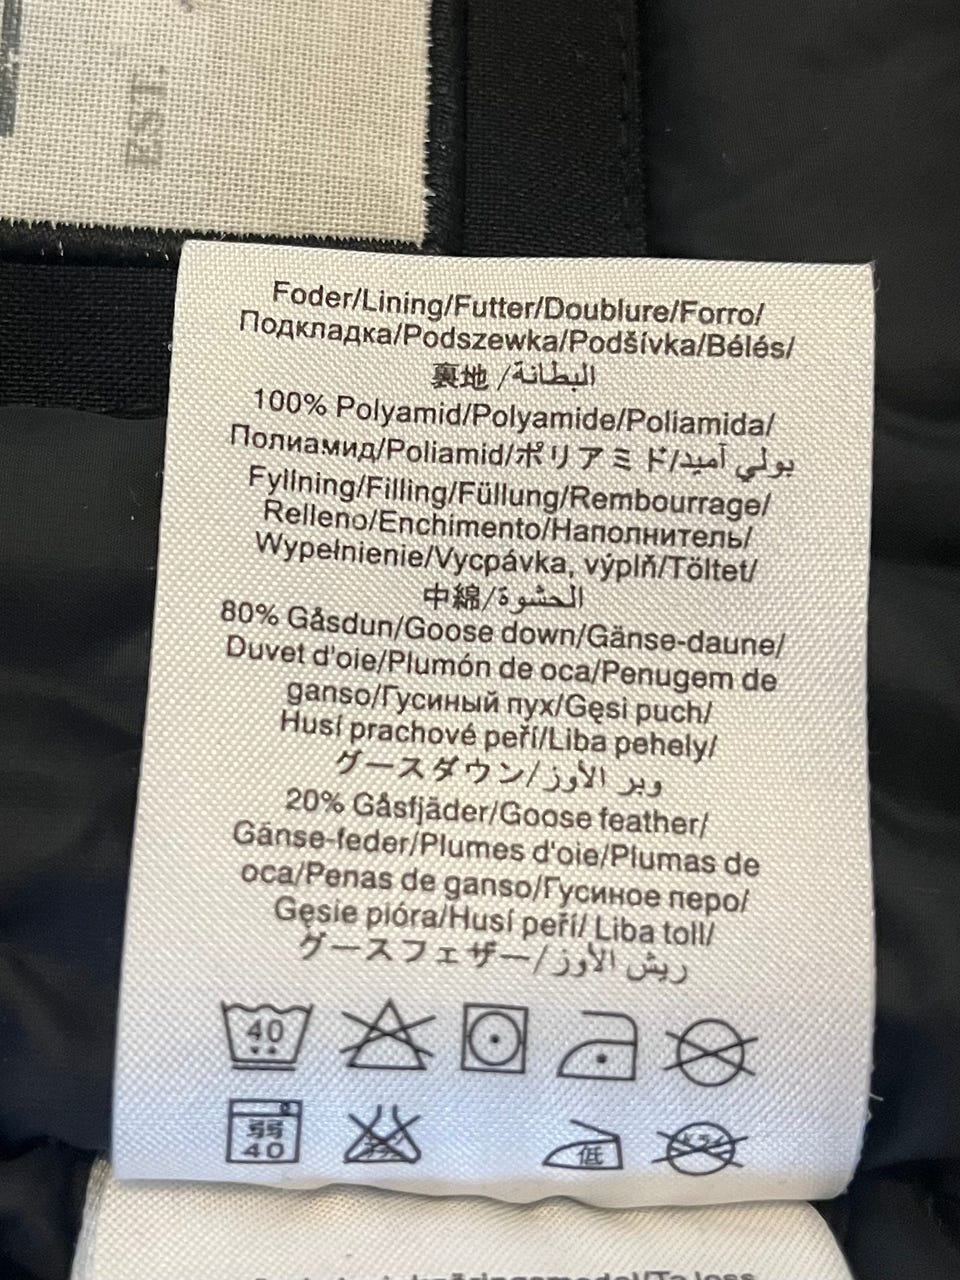 EST.
Foder/Lining/Futter/Doublure/Forro/
Подкладка/Podszewka/Podšívka/Bélés/
裏地 /البطانة
100% Polyamid/Polyamide/Poliamida/
Полиамид/Poliamid/ポリアミド/بولي آميد
Fyllning/Filling/Füllung/Rembourrage/
Relleno/Enchimento/Наполнитель/
Wypełnienie/Vycpávka, výplň/Töltet/
中綿/الحشوة
80% Gåsdun/Goose down/Gänse-daune/
Duvet d'oie/Plumón de oca/Penugem de
ganso/Гусиный пух/Gęsi puch/
Husí prachové peří/Liba pehely/
グースダウン/وبر الأوز
20% Gåsfjäder/Goose feather/
Gänse-feder/Plumes d'oie/Plumas de
oca/Penas de ganso/Гусиное перо/
Gęsie pióra/Husí peří/ Liba toll/
グースフェザー/ريش الأوز
40
弱 40 低